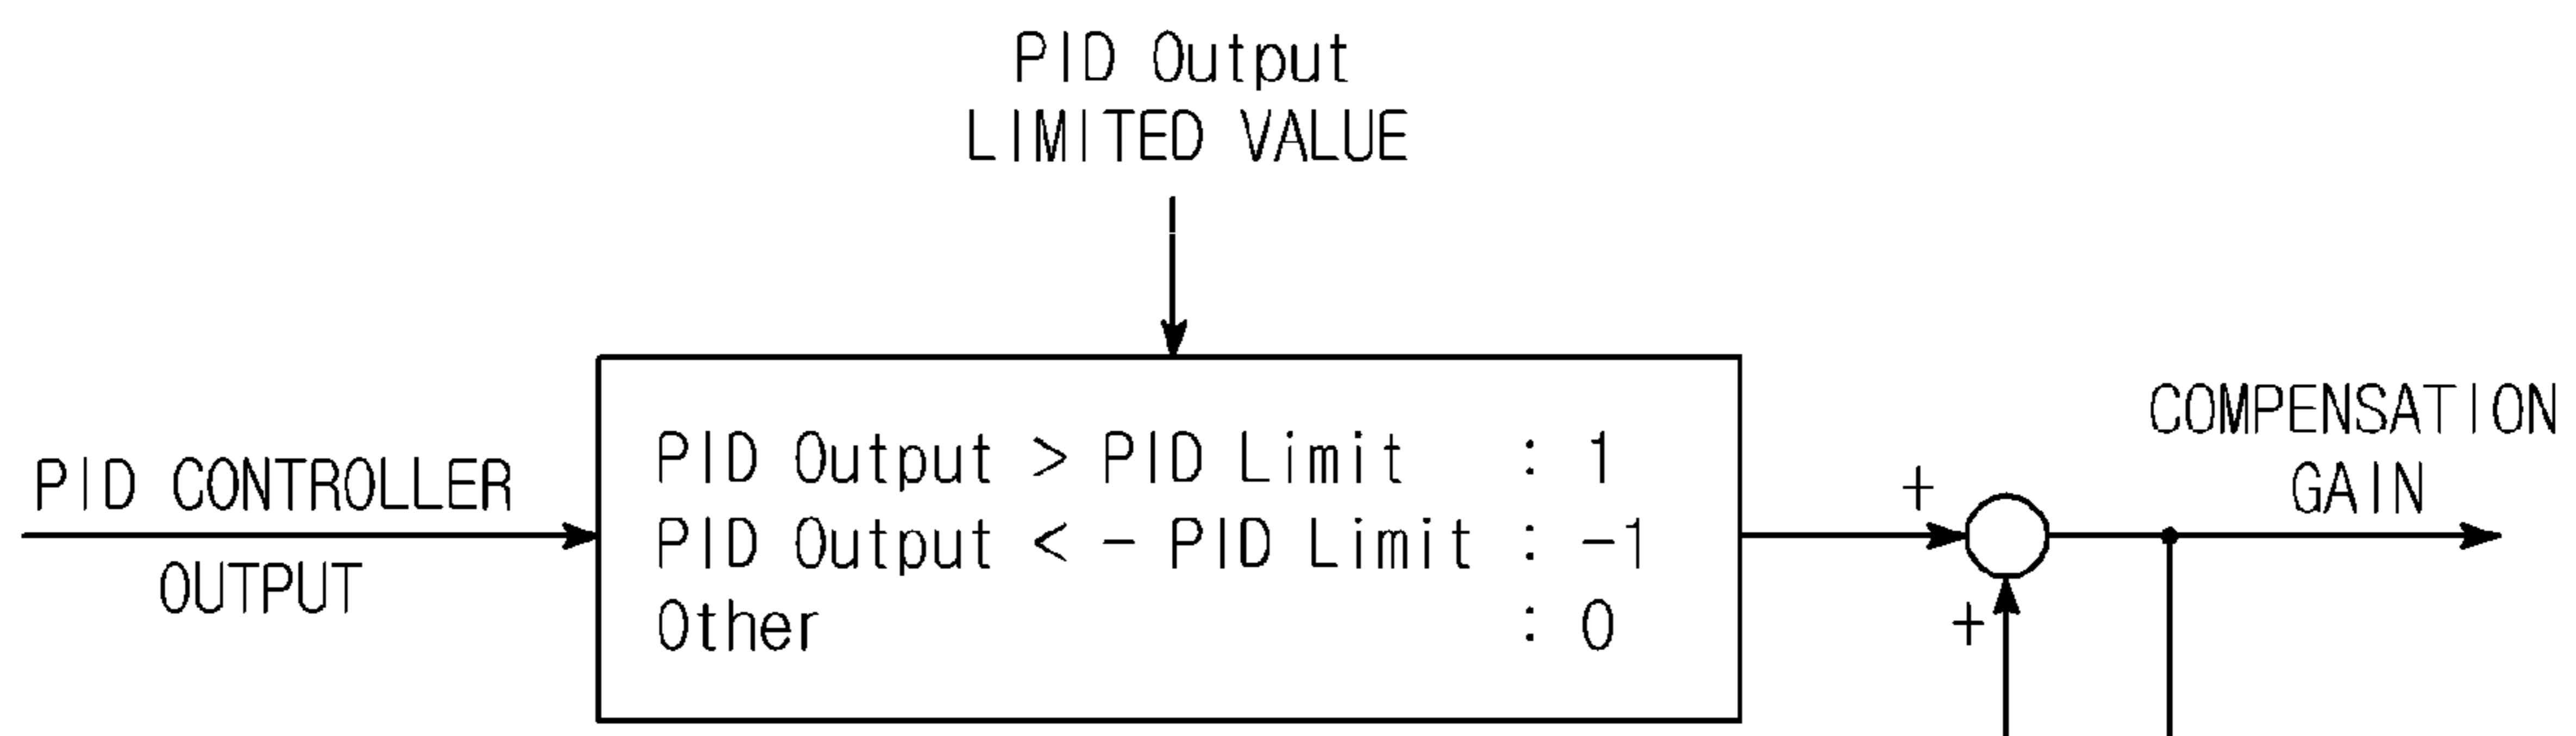 PID Output
LIMITED VALUE
PID CONTROLLER
OUTPUT
PID Output > PID Limit : 1
PID Output < - PID Limit : -1
Other : 0
+
+
COMPENSATION
GAIN